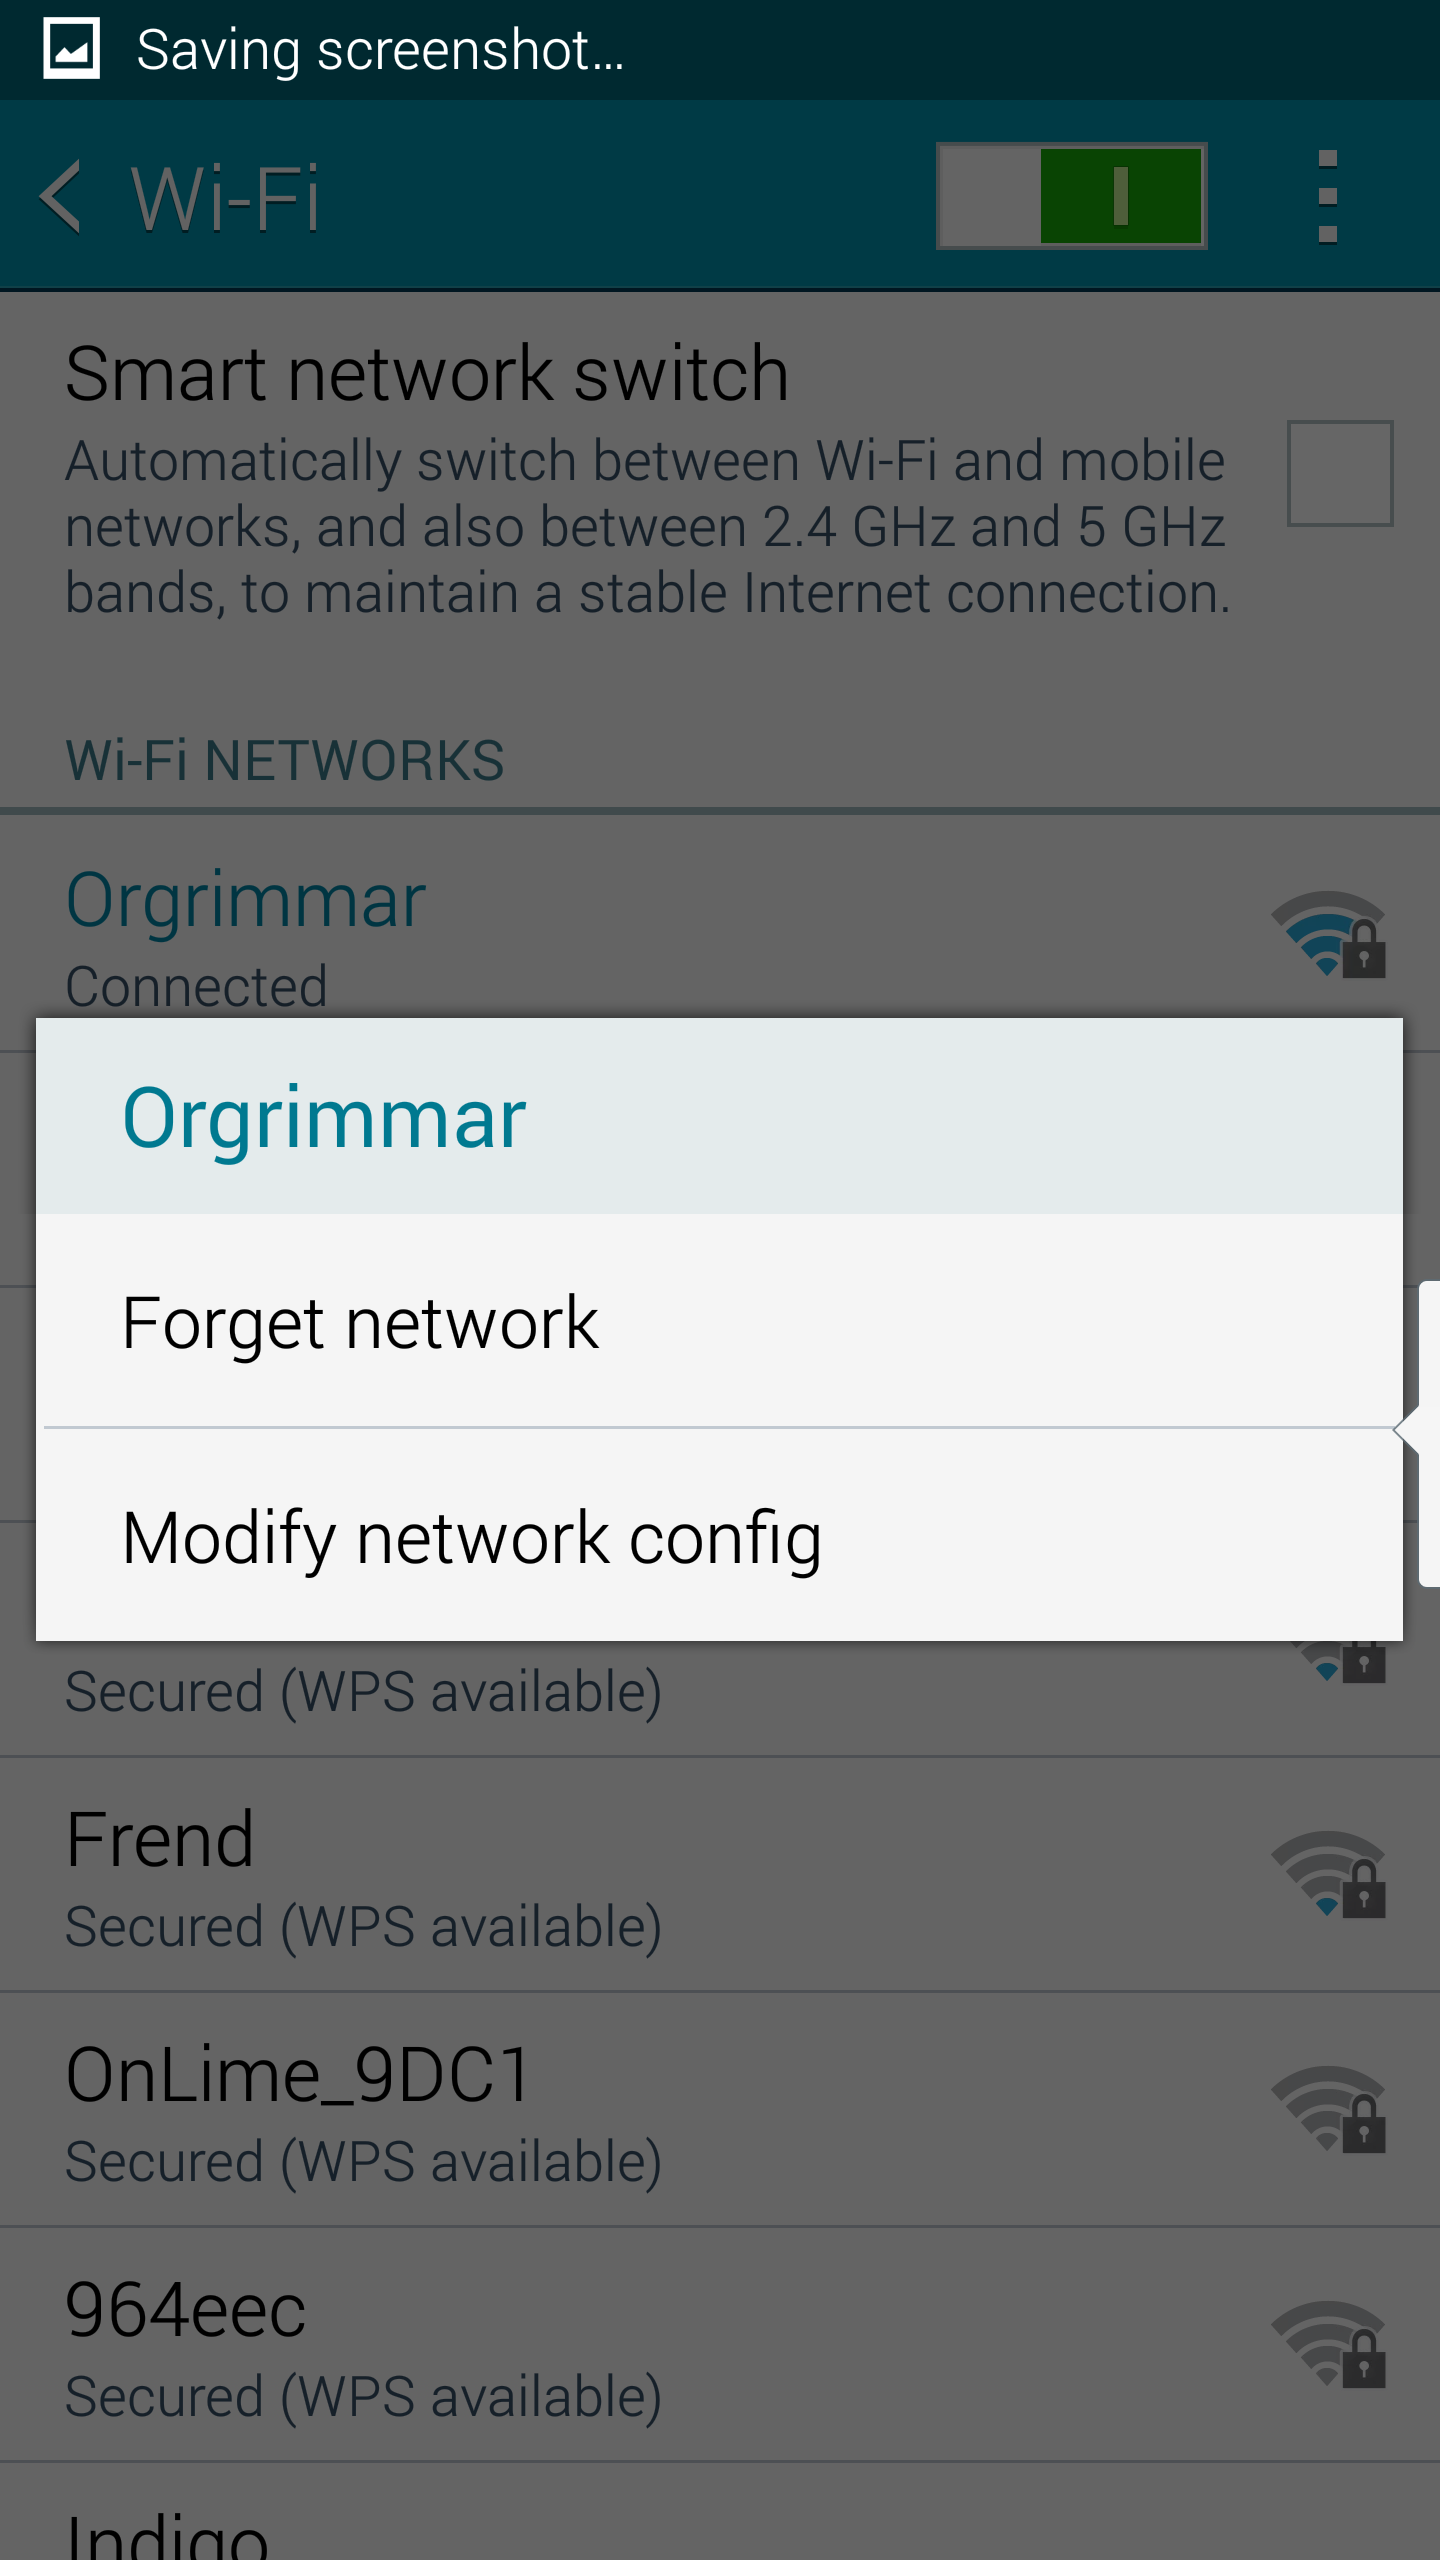 Saving screenshot...
Wi-Fi
Smart network switch
Automatically switch between Wi-Fi and mobile
networks, and also between 2.4 GHz and 5 GHz
bands, to maintain a stable Internet connection.
Wi-Fi NETWORKS
Orgrimmar
Connected
Orgrimmar
Forget network
Modify network config
Secured (WPS available)
Frend
Secured (WPS available)
OnLime_9DC1
Secured (WPS available)
964eec
Secured (WPS available)
Indigo